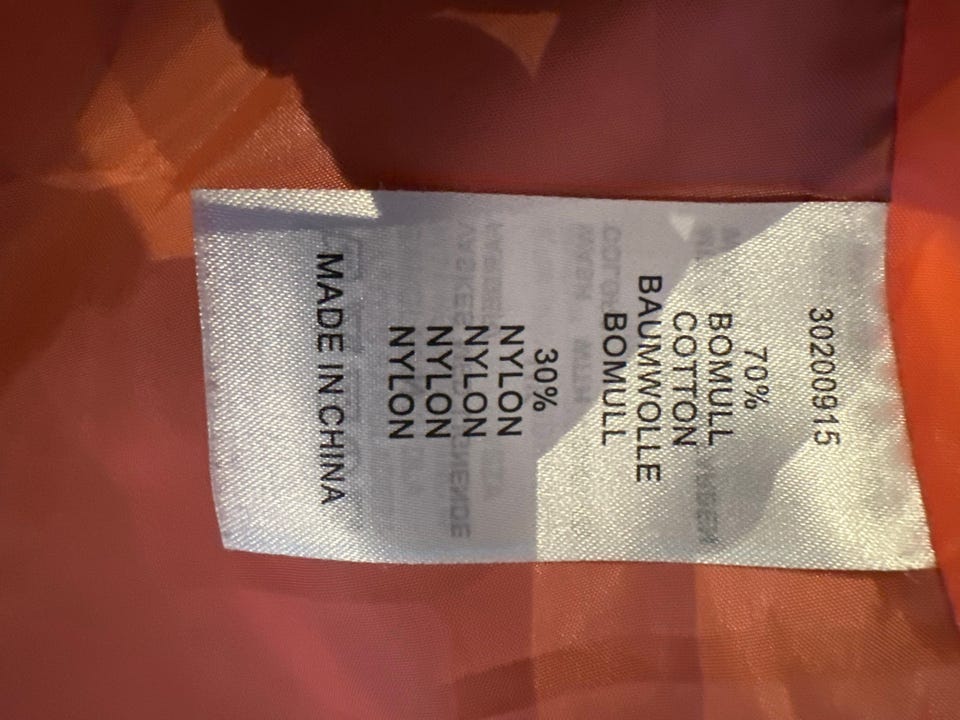 30200915
70%
BOMULL
COTTON
BAUMWOLLE
BOMULL
30%
NYLON
NYLON
NYLON
NYLON
MADE IN CHINA